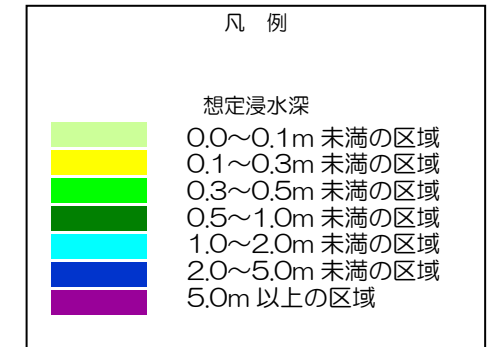 凡 例
想定浸水深
0.0～0.1m 未満の区域
0.1～0.3m 未満の区域
0.3～0.5m 未満の区域
0.5～1.0m 未満の区域
1.0～2.0m 未満の区域
2.0～5.0m 未満の区域
5.0m 以上の区域